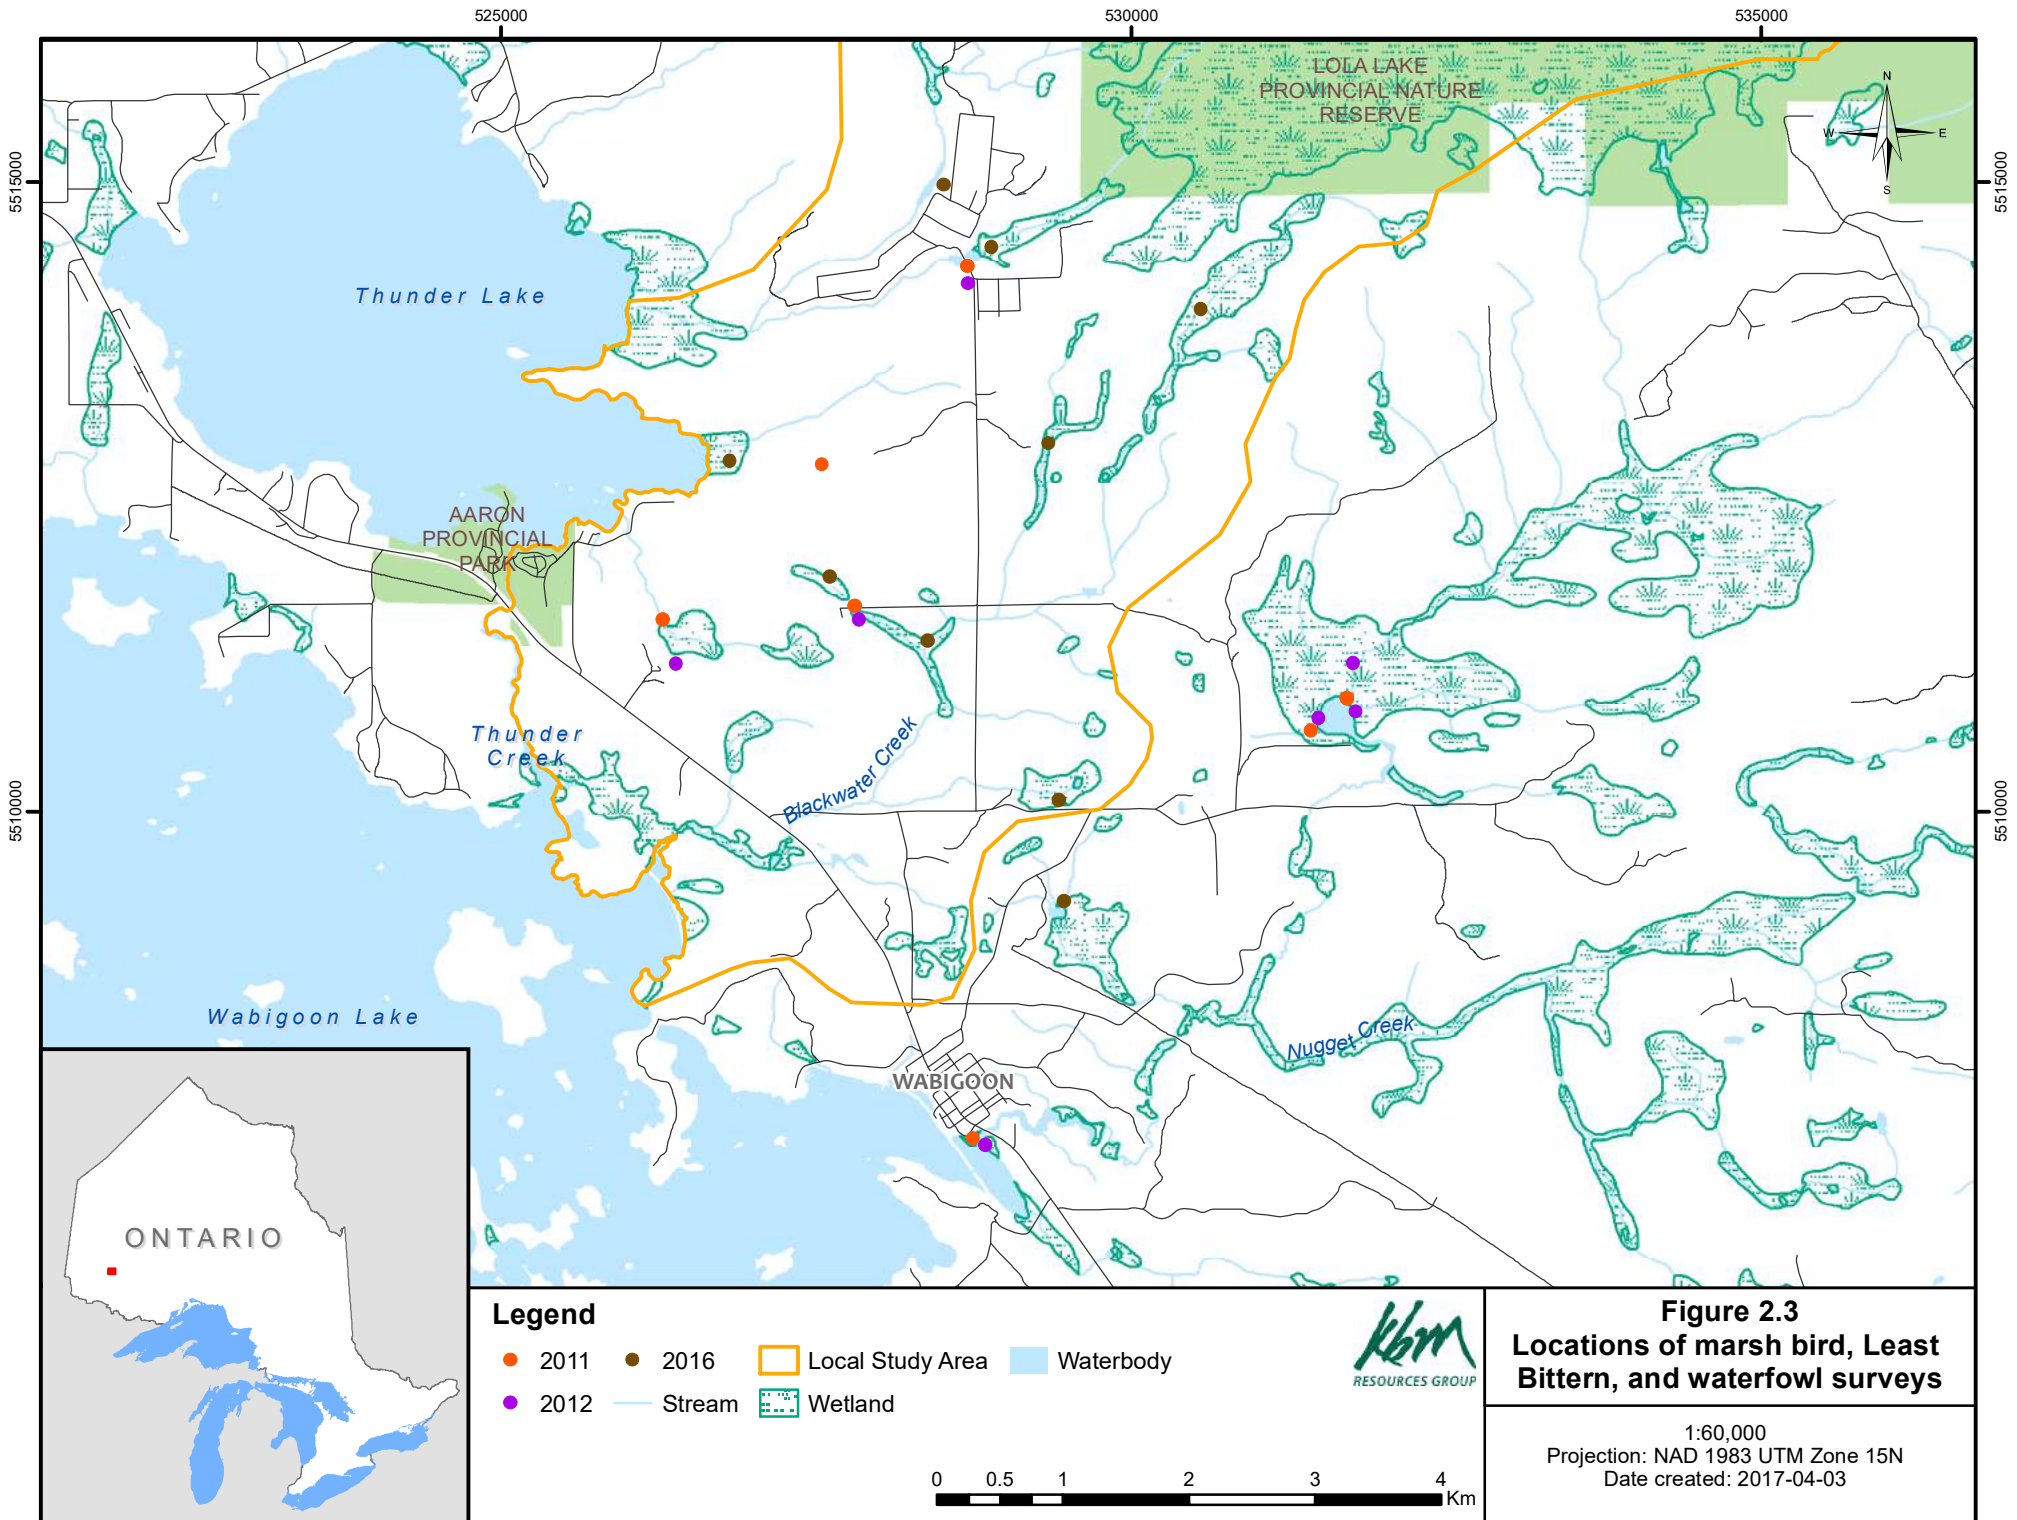 525000
530000
535000
5515000
5515000
5510000
5510000
LOLA LAKE
PROVINCIAL NATURE
RESERVE
N
W
E
S
Thunder Lake
AARON
PROVINCIAL
PARK
Thunder
Creek
Blackwater Creek
Wabigoon Lake
Nugget Creek
WABIGOON
ONTARIO
Legend
2011
2016
Local Study Area
Waterbody
2012
Stream
Wetland
kbm
RESOURCES GROUP
0 0.5 1 2 3 4
Km
Figure 2.3
Locations of marsh bird, Least
Bittern, and waterfowl surveys
1:60,000
Projection: NAD 1983 UTM Zone 15N
Date created: 2017-04-03